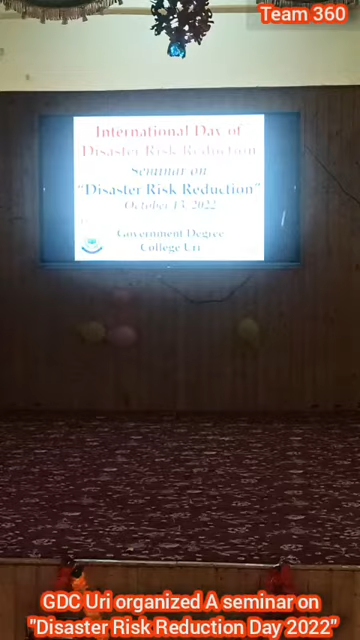 Team 360
International Day of
Disaster Risk Reduction
Seminar on
"Disaster Risk Reduction"
October 13, 2022
Government Degree
College Uri
GDC Uri organized A seminar on
"Disaster Risk Reduction Day 2022"